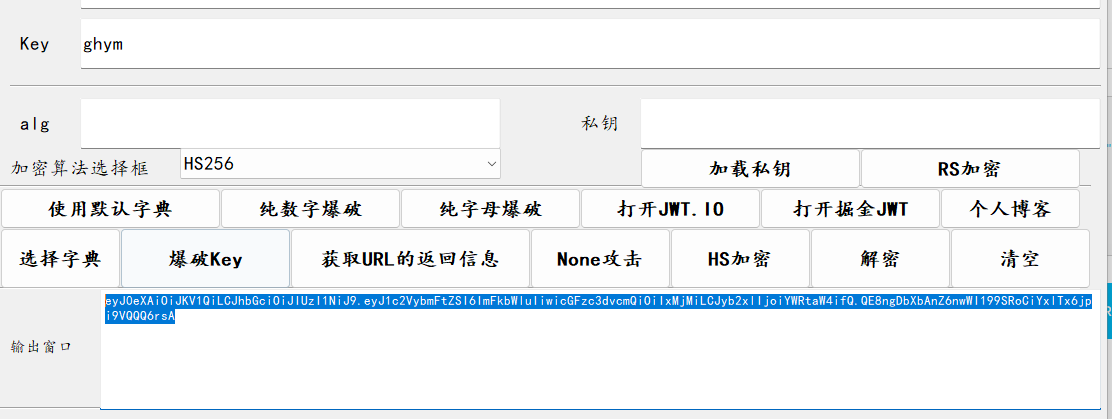 Key
ghym
alg
私钥
加密算法选择框
HS256
加载私钥
RS加密
使用默认字典
纯数字爆破
纯字母爆破
打开JWT.IO
打开掘金JWT
个人博客
选择字典
爆破Key
获取URL的返回信息
None攻击
HS加密
解密
清空
输出窗口
eyJ0eXAiOiJKV1QiLCJhbGciOiJIUzI1NiJ9.eyJ1c2VybmFtZSI6ImFkbWluIiwicGFzc3dvcmQiOiIxMjMiLCJyb2xlIjoiYWRtaW4ifQ.QE8ngDbXbAnZ6nwWI199SRoCiYxITx6jp
i9VQQQ6rsA